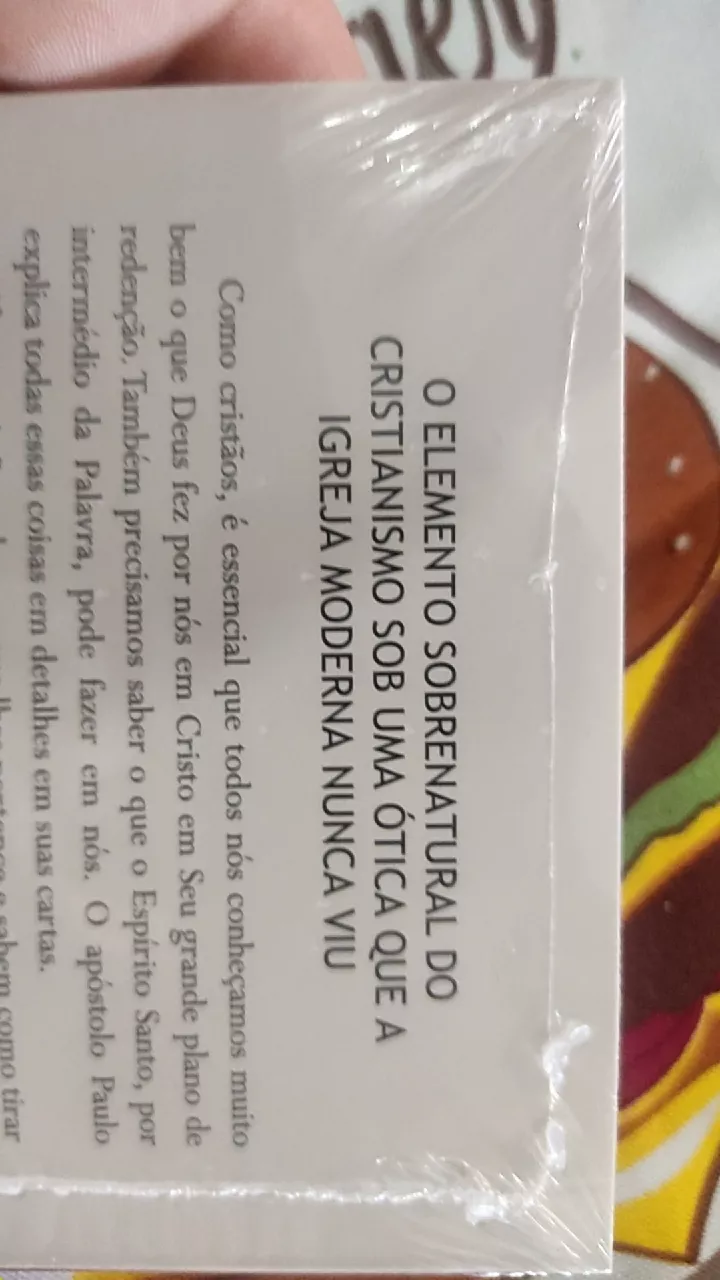 O ELEMENTO SOBRENATURAL DO
CRISTIANISMO SOB UMA ÓTICA QUE A
IGREJA MODERNA NUNCA VIU
Como cristãos, é essencial que todos nós conheçamos muito
bem o que Deus fez por nós em Cristo em Seu grande plano de
redenção. Também precisamos saber o que o Espírito Santo, por
intermédio da Palavra, pode fazer em nós. O apóstolo Paulo
explica todas essas coisas em detalhes em suas cartas.
sabem como tirar